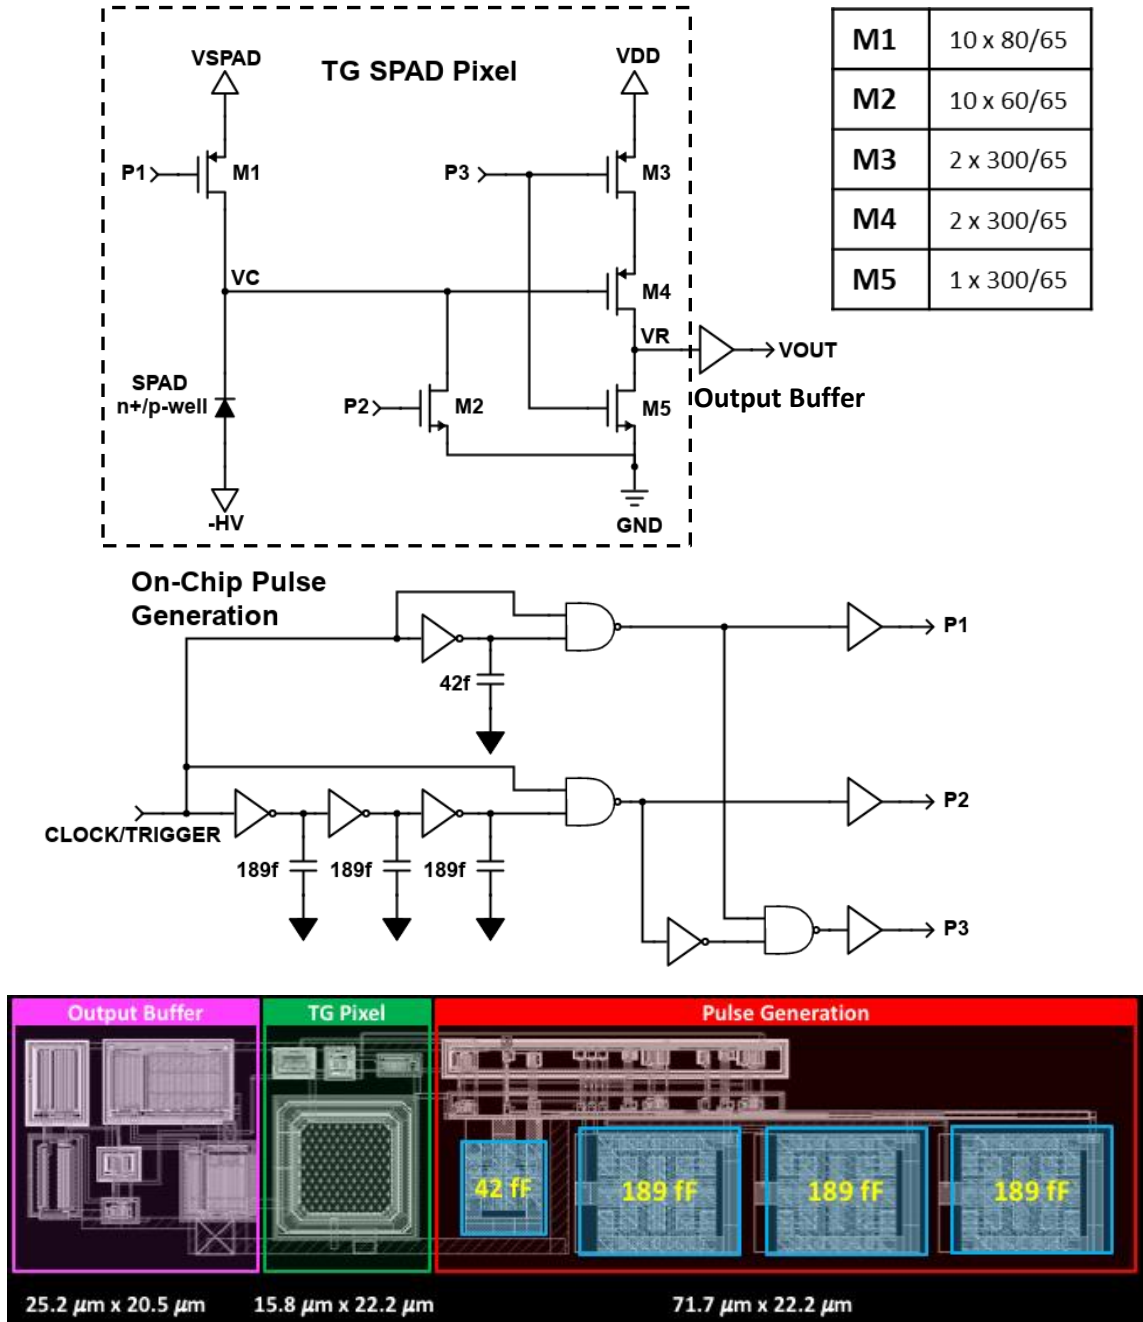 VSPAD
TG SPAD Pixel
VDD
P1
M1
P3
M3
VC
M4
VR
VOUT
SPAD
n+/p-well
P2
M2
M5
Output Buffer
-HV
GND
M1 10 x 80/65
M2 10 x 60/65
M3 2 x 300/65
M4 2 x 300/65
M5 1 x 300/65
On-Chip Pulse
Generation
P1
42f
P2
CLOCK/TRIGGER
189f 189f 189f
P3
Output Buffer TG Pixel Pulse Generation
42 fF 189 fF 189 fF 189 fF
25.2 μm x 20.5 μm 15.8 μm x 22.2 μm 71.7 μm x 22.2 μm